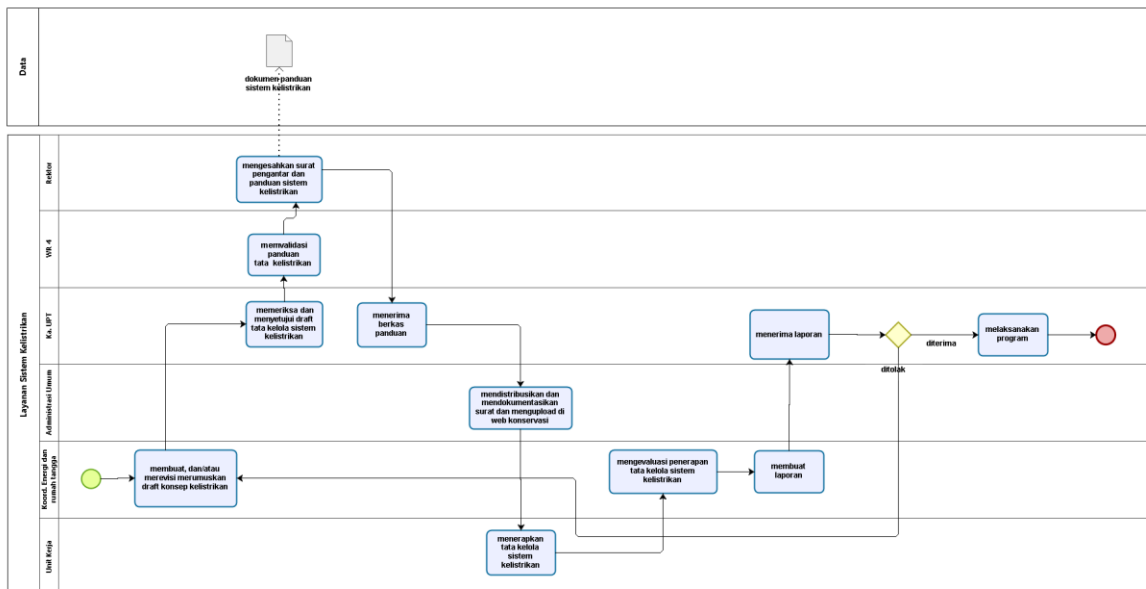 Data
dokumen panduan
sistem kelistrikan
Layanan Sistem Kelistrikan
Rektor
mengesahkan surat
pengantar dan
panduan sistem
kelistrikan
WR 4
memvalidasi
panduan
tata kelistrikan
Ka. UPT
memeriksa dan
menyetujui draft
tata kelola sistem
kelistrikan
menerima
berkas
panduan
menerima laporan
diterima
ditolak
melaksanakan
program
Administrasi Umum
mendistribusikan dan
mendokumentasikan
surat dan mengupload di
web konservasi
Koord. Energi dan
rumah tangga
membuat, dan/atau
merevisi merumuskan
draft konsep kelistrikan
mengevaluasi penerapan
tata kelola sistem
kelistrikan
membuat
laporan
Unit Kerja
menerapkan
tata kelola
sistem
kelistrikan